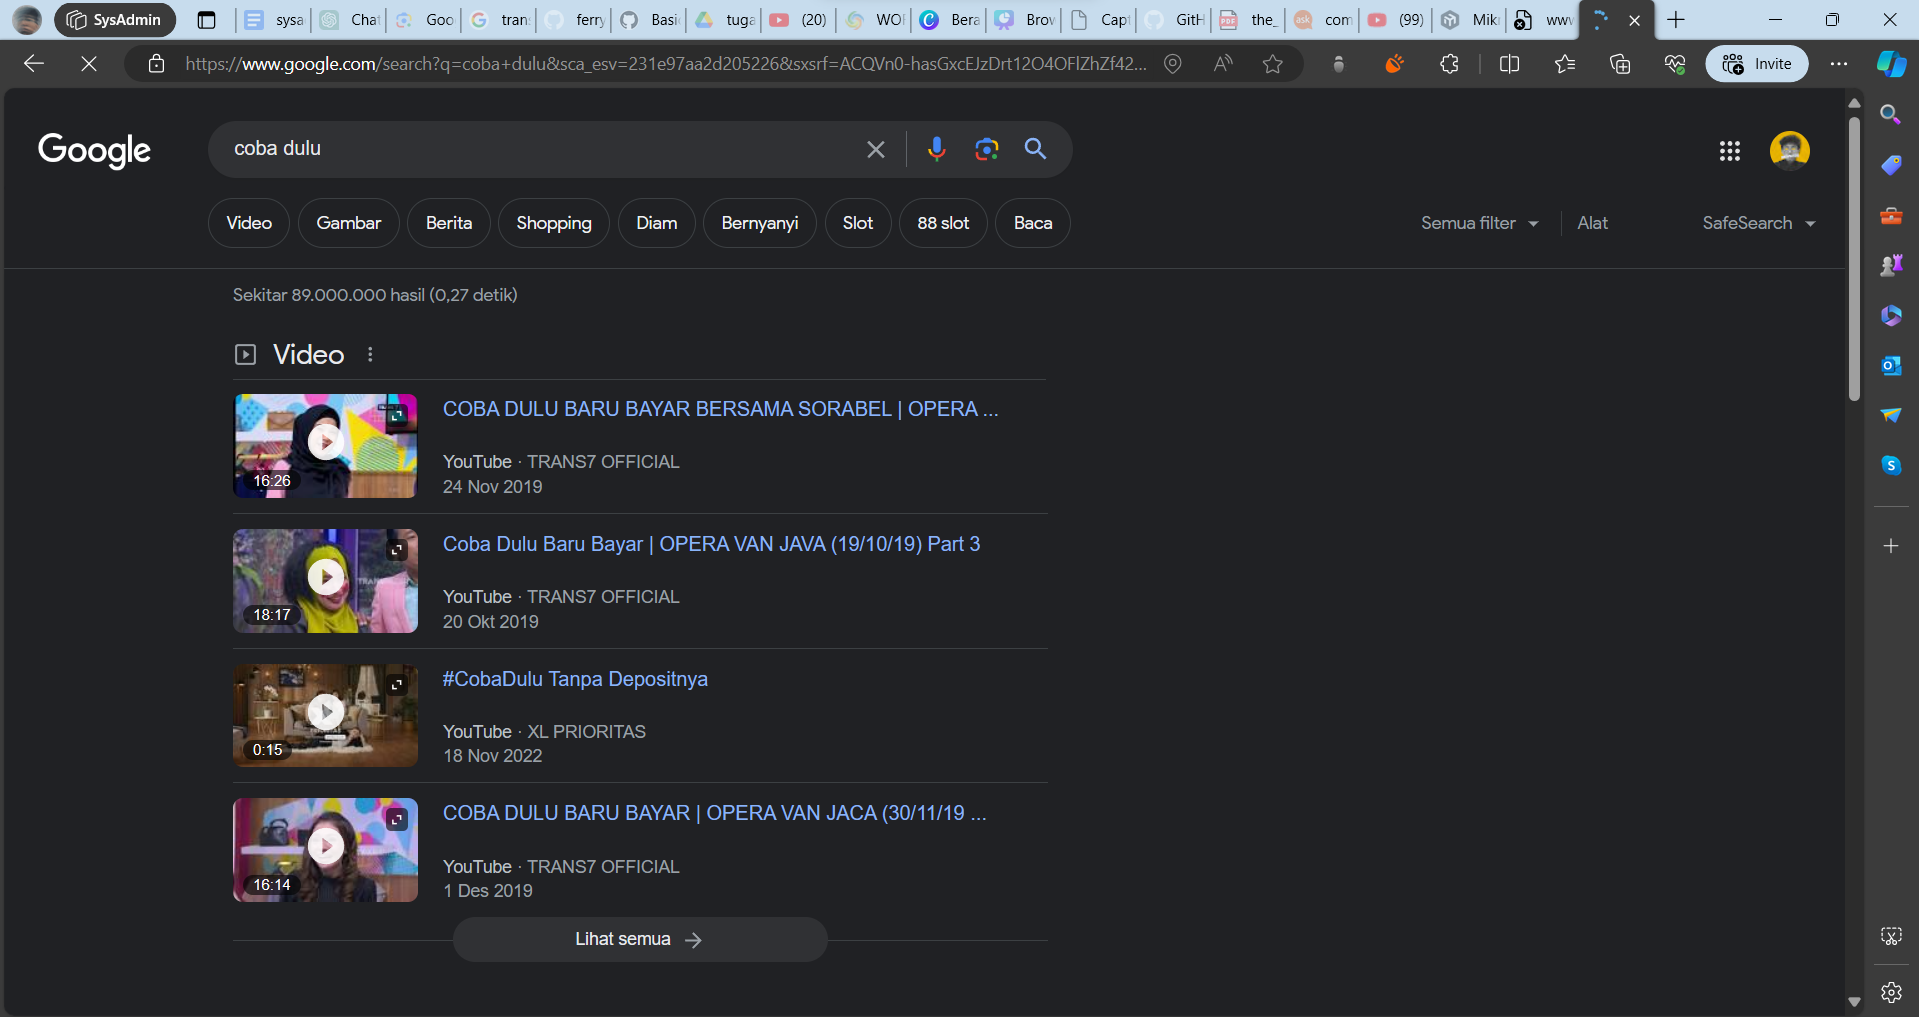 SysAdmin
sysa
Chat
Goo
trans
ferry
Basi
tuga
(20)
WOR
Bera
Brow
Capt
GitH
the_
com
(99)
Mikr
www
https://www.google.com/search?q=coba+dulu&sca_esv=231e97aa2d205226&sxsrf=ACQVn0-hasGxcEJzDrt12O4OFlZhZf42...
Invite
Google
coba dulu
Video
Gambar
Berita
Shopping
Diam
Bernyanyi
Slot
88 slot
Baca
Semua filter
Alat
SafeSearch
Sekitar 89.000.000 hasil (0,27 detik)
Video
COBA DULU BARU BAYAR BERSAMA SORABEL | OPERA ...
YouTube · TRANS7 OFFICIAL
24 Nov 2019
16:26
Coba Dulu Baru Bayar | OPERA VAN JAVA (19/10/19) Part 3
YouTube · TRANS7 OFFICIAL
20 Okt 2019
18:17
#CobaDulu Tanpa Depositnya
YouTube · XL PRIORITAS
18 Nov 2022
0:15
COBA DULU BARU BAYAR | OPERA VAN JACA (30/11/19 ...
YouTube · TRANS7 OFFICIAL
1 Des 2019
16:14
Lihat semua